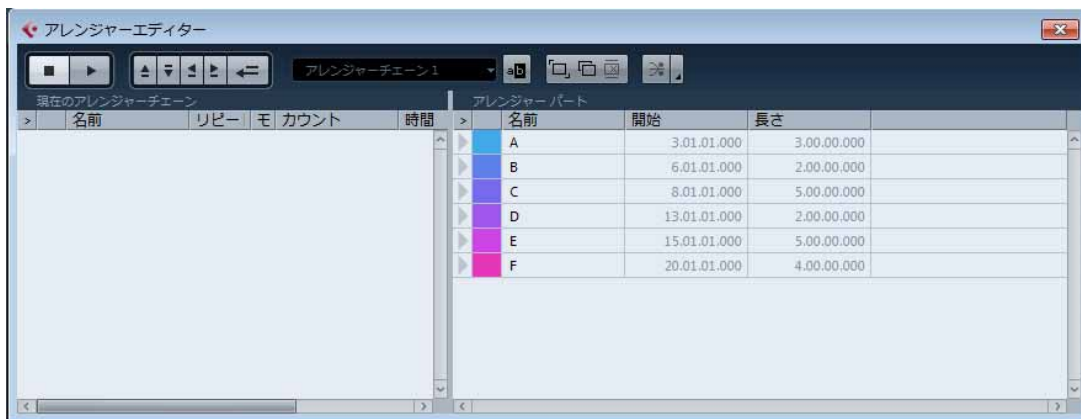 アレンジャーエディター
アレンジャーチェーン 1
ab
現在のアレンジャーチェーン
アレンジャー パート
> 名前 リピー モ カウント 時間
> 名前 開始 長さ
A 3.01.01.000 3.00.00.000
B 6.01.01.000 2.00.00.000
C 8.01.01.000 5.00.00.000
D 13.01.01.000 2.00.00.000
E 15.01.01.000 5.00.00.000
F 20.01.01.000 4.00.00.000